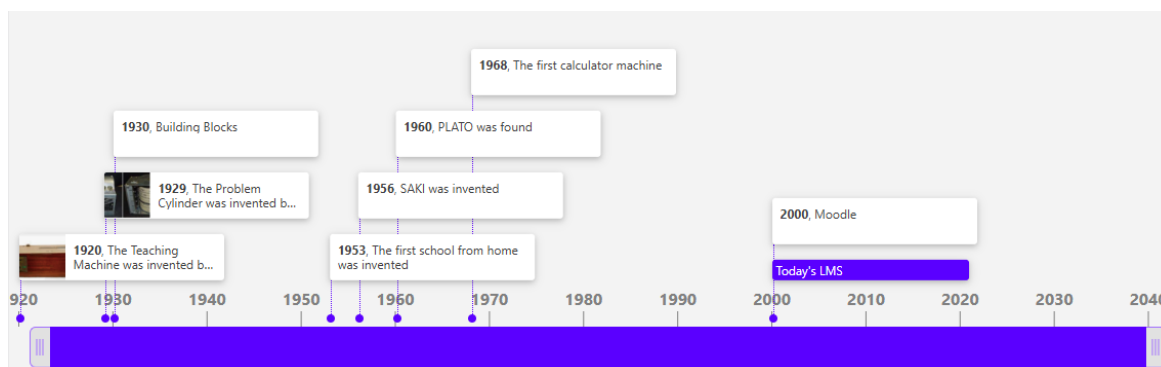 1968, The first calculator machine
1930, Building Blocks
1960, PLATO was found
1929, The Problem
Cylinder was invented b...
1956, SAKI was invented
2000, Moodle
1920, The Teaching
Machine was invented b...
1953, The first school from home
was invented
Today's LMS
920 1930 1940 1950 1960 1970 1980 1990 2000 2010 2020 2030 204